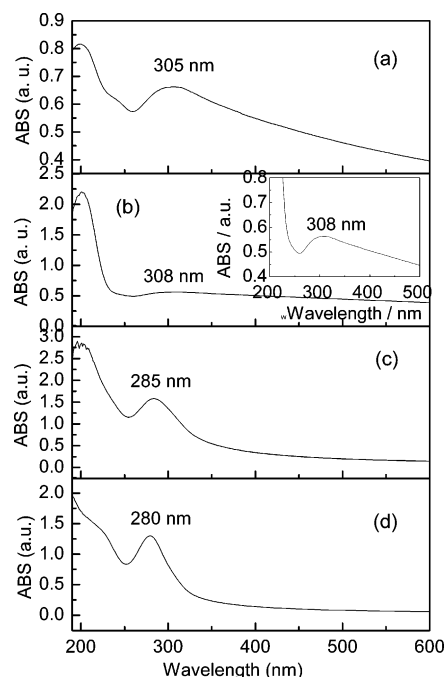 0.9
0.8
0.7
0.6
0.5
0.4
ABS (a. u.)
305 nm
(a)
2.5
2.0
1.5
1.0
0.5
0.0
ABS (a. u.)
(b)
308 nm
0.8
0.7
0.6
0.5
0.4
ABS / a.u.
308 nm
200 300 400 500
wWavelength / nm
3.0
2.5
2.0
1.5
1.0
0.5
0.0
ABS (a.u.)
285 nm
(c)
2.0
1.5
1.0
0.5
0.0
ABS (a.u.)
280 nm
(d)
200 300 400 500 600
Wavelength (nm)